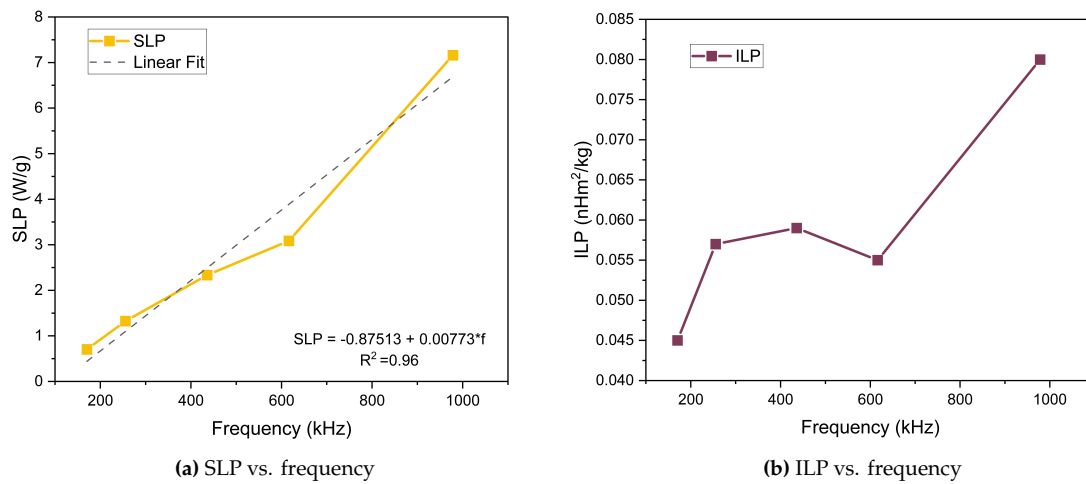 8
7
6
5
4
3
2
1
0
SLP (W/g)
SLP
Linear Fit
SLP = -0.87513 + 0.00773*f
R² =0.96
200 400 600 800 1000
Frequency (kHz)
(a) SLP vs. frequency
0.085
0.080
0.075
0.070
0.065
0.060
0.055
0.050
0.045
0.040
ILP (nHm²/kg)
ILP
200 400 600 800 1000
Frequency (kHz)
(b) ILP vs. frequency